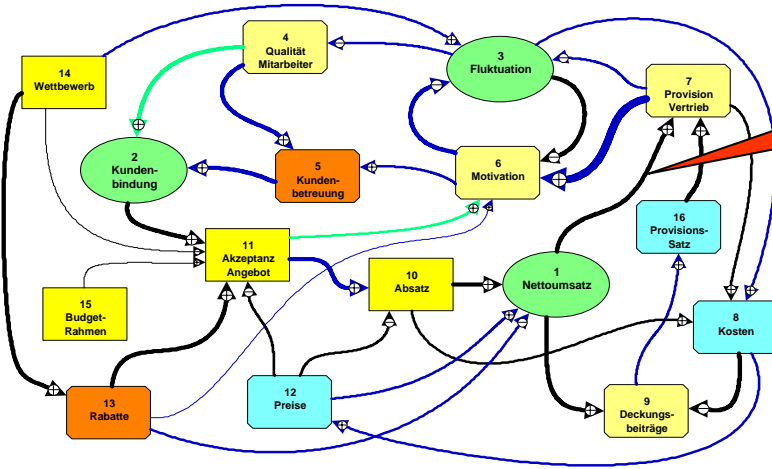 4
Qualität
Mitarbeiter
3
Fluktuation
14
Wettbewerb
7
Provision
Vertrieb
2
Kunden-
bindung
5
Kunden-
betreuung
6
Motivation
16
Provisions-
Satz
11
Akzeptanz
Angebot
10
Absatz
1
Nettoumsatz
15
Budget-
Rahmen
8
Kosten
13
Rabatte
12
Preise
9
Deckungs-
beiträge